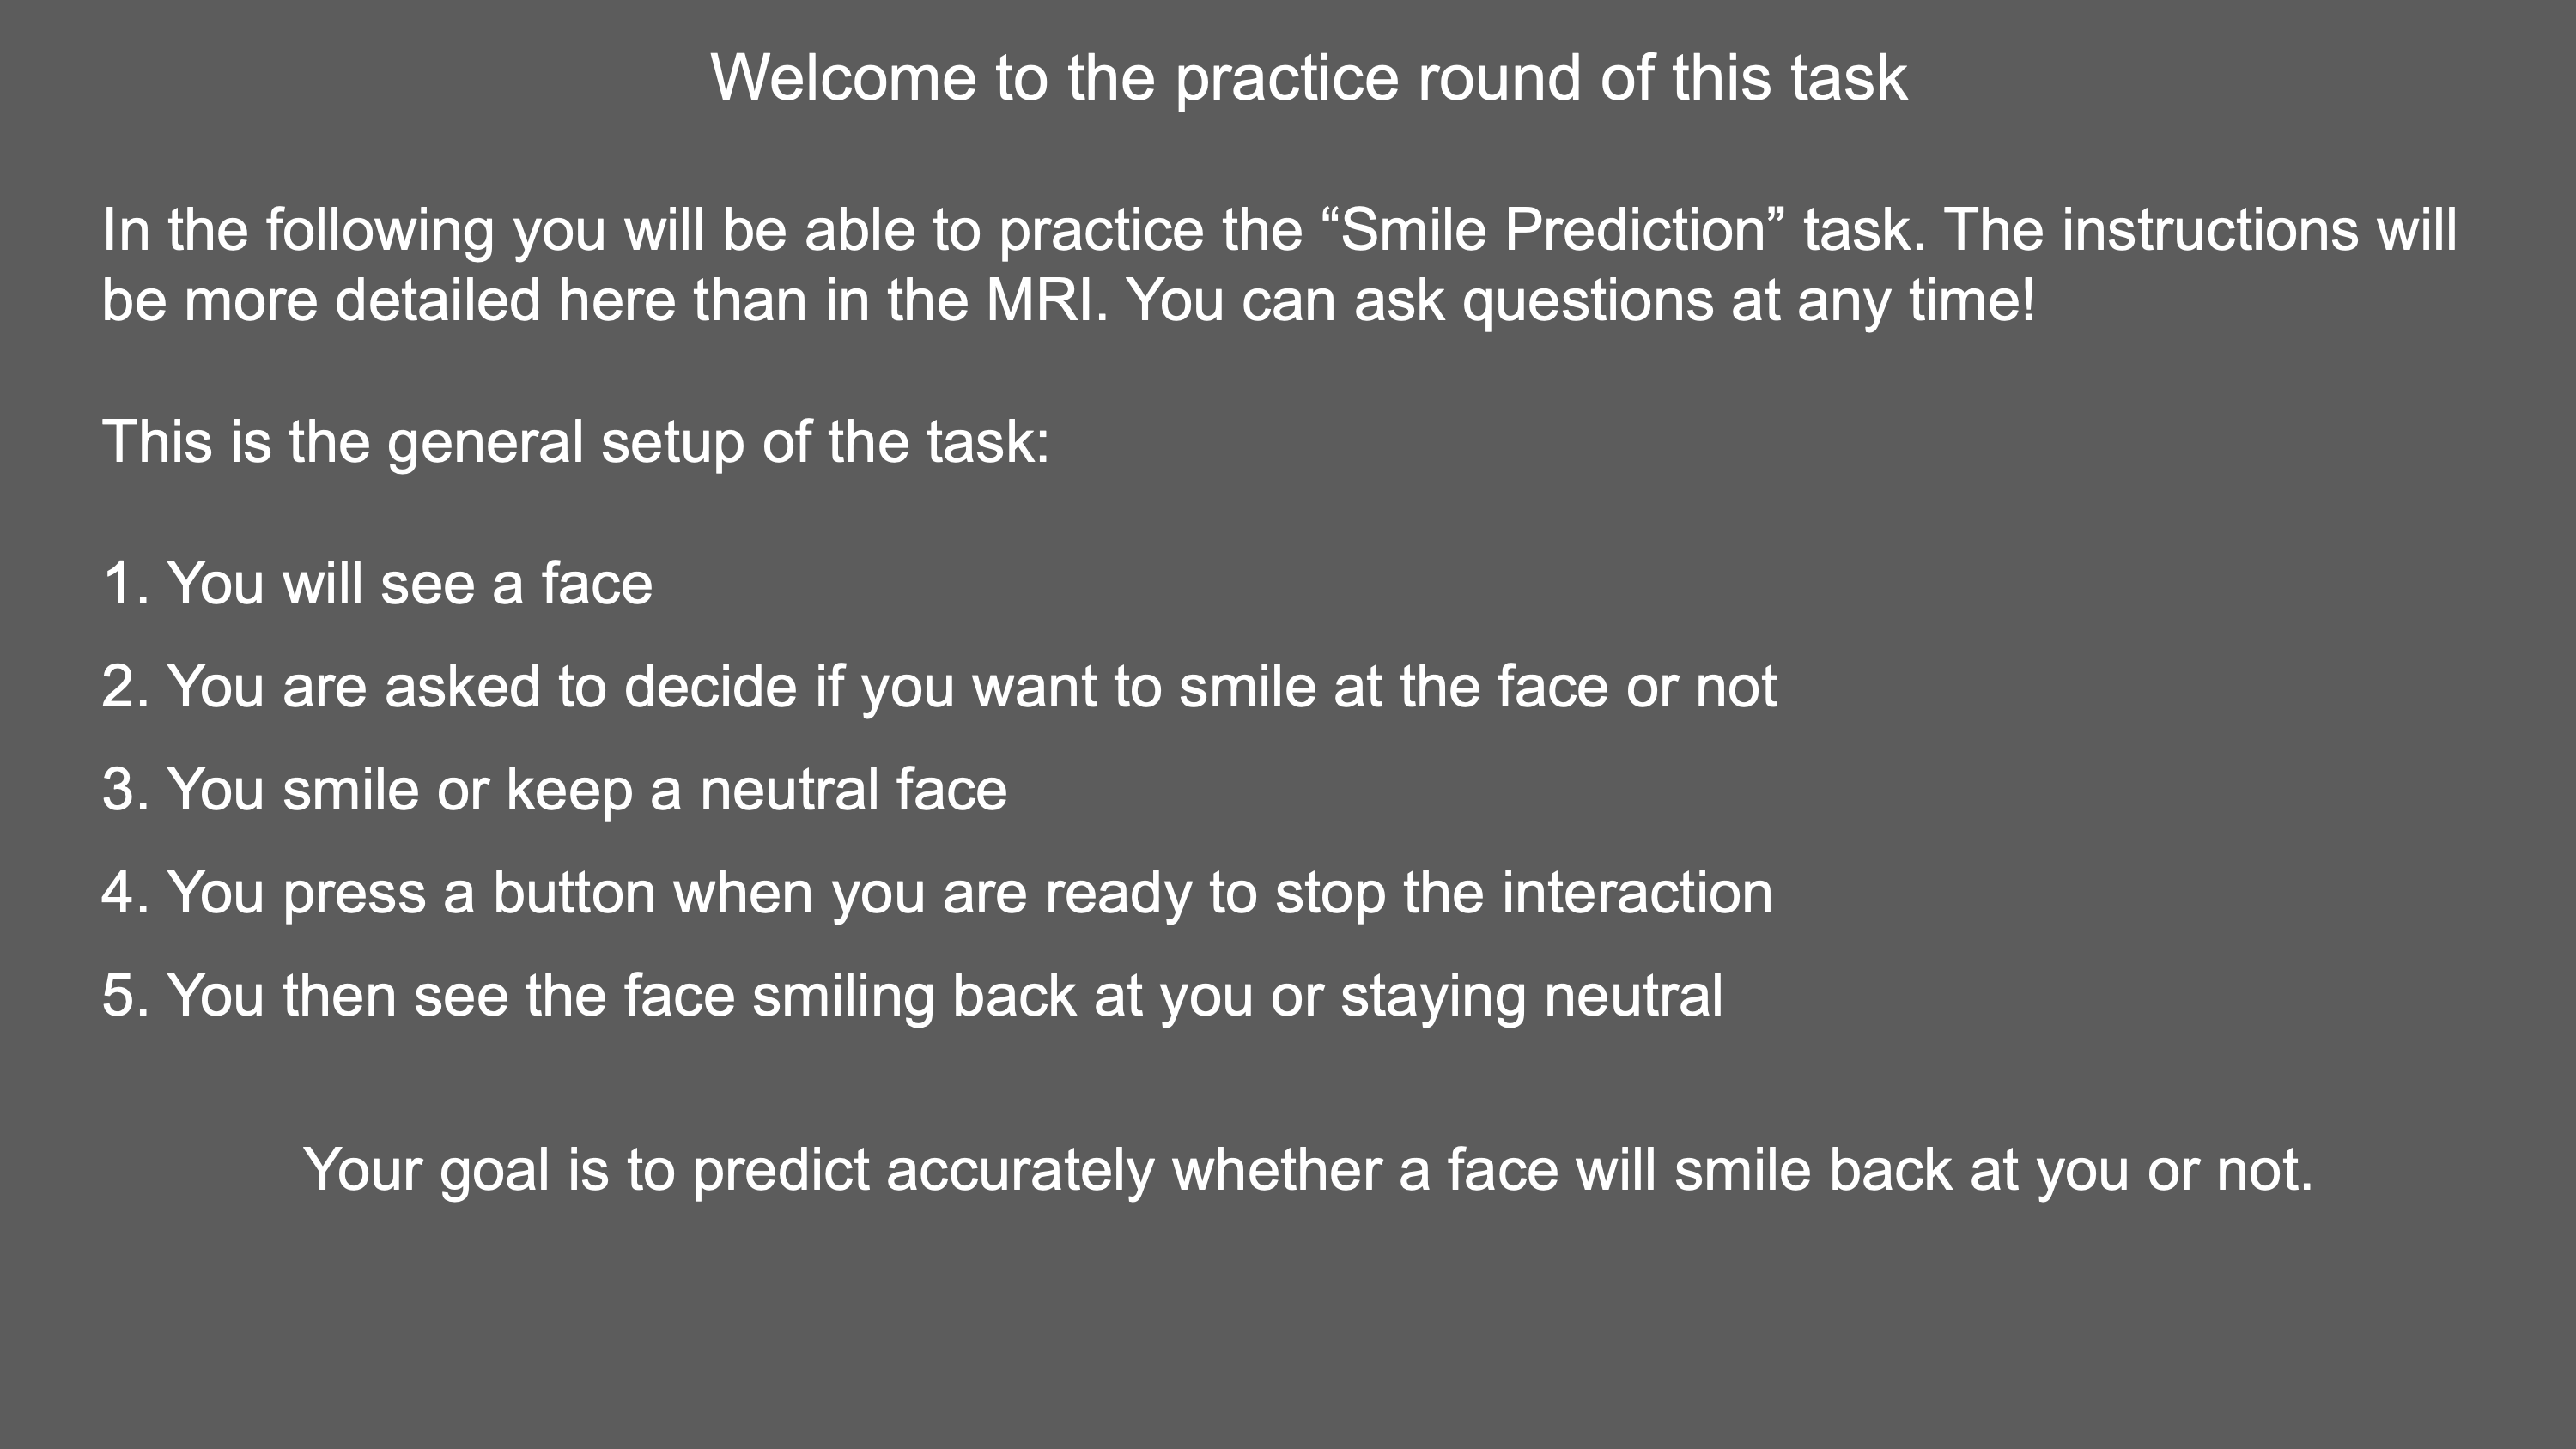 Welcome to the practice round of this task
In the following you will be able to practice the “Smile Prediction” task. The instructions will
be more detailed here than in the MRI. You can ask questions at any time!
This is the general setup of the task:
1. You will see a face
2. You are asked to decide if you want to smile at the face or not
3. You smile or keep a neutral face
4. You press a button when you are ready to stop the interaction
5. You then see the face smiling back at you or staying neutral
Your goal is to predict accurately whether a face will smile back at you or not.